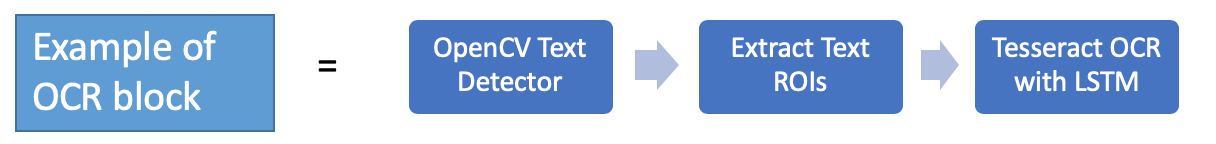 Example of
OCR block
=
OpenCV Text
Detector
Extract Text
ROIs
Tesseract OCR
with LSTM